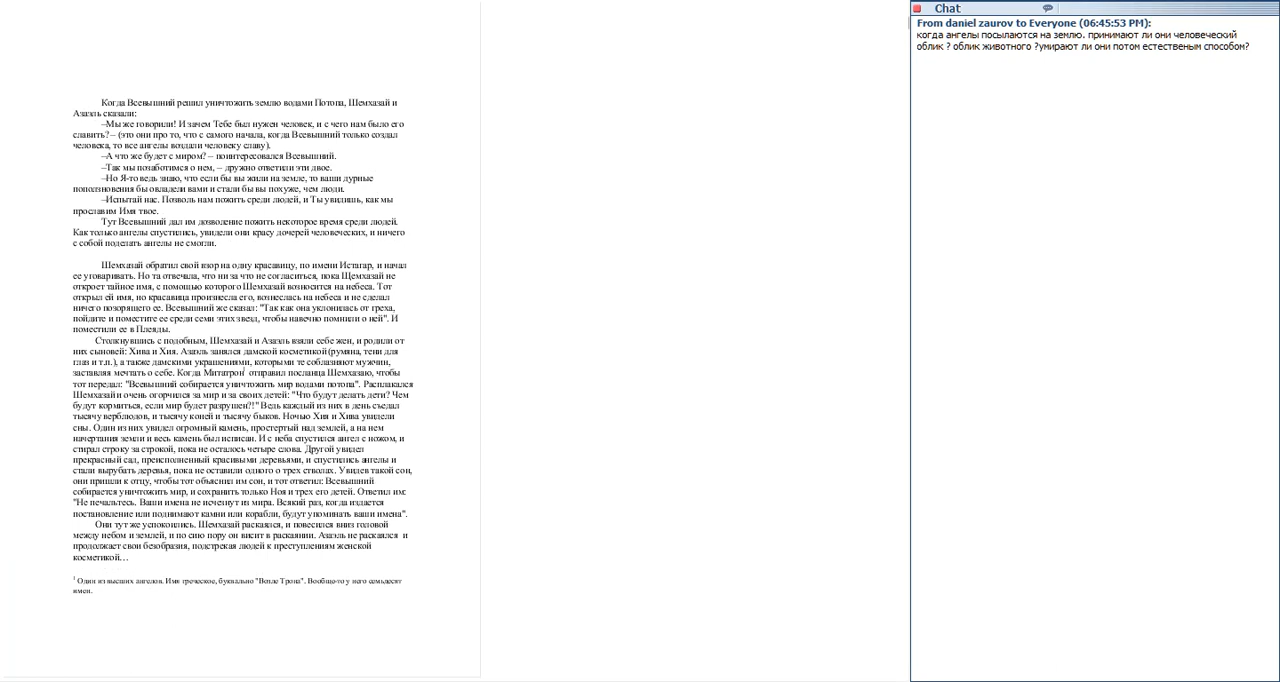 Когда Всевышний решил уничтожить землю водами Потопа, Шемхазай и
Азаэль сказали:
–Мы же говорили! И зачем Тебе был нужен человек, и с чего нам было его
славить? – (это они про то, что с самого начала, когда Всевышний только создал
человека, то все ангелы воздали человеку славу).
–А что же будет с миром? – поинтересовался Всевышний.
–Так мы позаботимся о нем, – дружно ответили эти двое.
–Но Я-то ведь знаю, что если бы вы жили на земле, то ваши дурные
поползновения бы овладели вами и стали бы вы похуже, чем люди.
–Испытай нас. Позволь нам пожить среди людей, и Ты увидишь, как мы
прославим Имя твое.
Тут Всевышний дал им дозволение пожить некоторое время среди людей.
Как только ангелы спустились, увидели они красу дочерей человеческих, и ничего
с собой поделать ангелы не смогли.
Шемхазай обратил свой взор на одну красавицу, по имени Истагар, и начал
ее уговаривать. Но та отвечала, что ни за что не согласиться, пока Щемхазай не
откроет тайное имя, с помощью которого Шемхазай возносится на небеса. Тот
открыл ей имя, но красавица произнесла его, вознеслась на небеса и не сделал
ничего позорящего ее. Всевышний же сказал: "Так как она уклонилась от греха,
пойдите и поместите ее среди семи этих звезд, чтобы навечно помнили о ней". И
поместили ее в Плеяды.
Столкнувшись с подобным, Шемхазай и Азаэль взяли себе жен, и родили от
них сыновей: Хива и Хия. Азаэль занялся дамской косметикой (румяна, тени для
глаз и т.п.), а также дамскими украшениями, которыми те соблазняют мужчин,
заставляя мечтать о себе. Когда Митатрон¹ отправил посланца Шемхазаю, чтобы
тот передал: "Всевышний собирается уничтожить мир водами потопа". Расплакался
Шемхазай и очень огорчился за мир и за своих детей: "Что будут делать дети? Чем
будут кормиться, если мир будет разрушен?!" Ведь каждый из них в день съедал
тысячу верблюдов, и тысячу коней и тысячу быков. Ночью Хия и Хива увидели
сны. Один из них увидел огромный камень, простертый над землей, а на нем
начертания земли и весь камень был исписан. И с неба спустился ангел с ножом, и
стирал строку за строкой, пока не осталось четыре слова. Другой увидел
прекрасный сад, преисполненный красивыми деревьями, и спустились ангелы и
стали вырубать деревья, пока не оставили одного о трех стволах. Увидев такой сон,
они пришли к отцу, чтобы тот объяснил им сон, и тот ответил: Всевышний
собирается уничтожить мир, и сохранить только Ноя и трех его детей. Ответил им:
"Не печальтесь. Ваши имена не исчезнут из мира. Всякий раз, когда издается
постановление или поднимают камни или корабли, будут упоминать ваши имена".
Они тут же успокоились. Шемхазай раскаялся, и повесился вниз головой
между небом и землей, и по сию пору он висит в раскаянии. Азаэль не раскаялся и
продолжает свои безобразия, подстрекая людей к преступлениям женской
косметикой…
¹ Один из высших ангелов. Имя греческое, буквально "Возле Трона". Вообще-то у него семьдесят
имен.
Chat
From daniel zaurov to Everyone (06:45:53 PM):
когда ангелы посылаются на землю. принимают ли они человеческий
облик ? облик животного ?умирают ли они потом естественым способом?